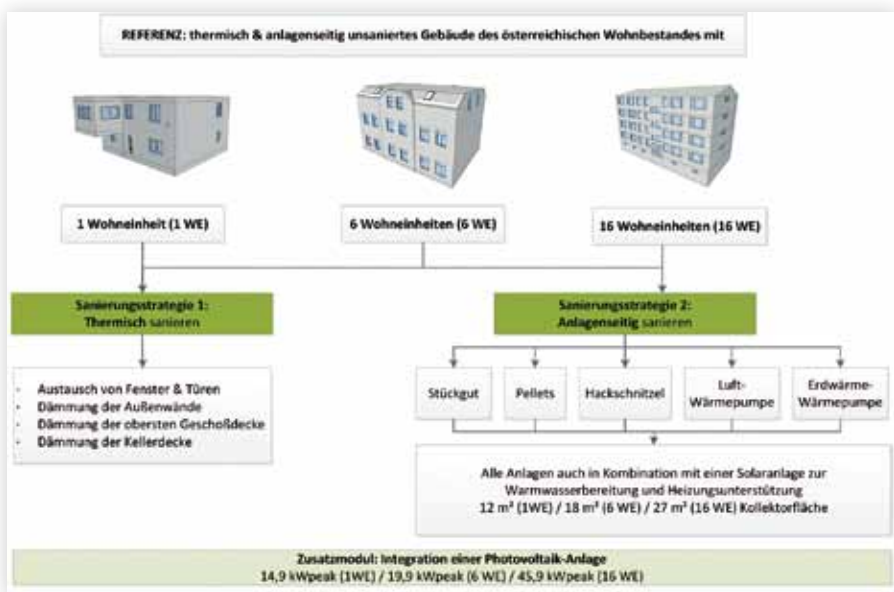 REFERENZ: thermisch & anlagenseitig unsaniertes Gebäude des österreichischen Wohnbestandes mit
1 Wohneinheit (1 WE)
6 Wohneinheiten (6 WE)
16 Wohneinheiten (16 WE)
Sanierungsstrategie 1:
Thermisch sanieren
Sanierungsstrategie 2:
Anlagenseitig sanieren
- Austausch von Fenster & Türen
- Dämmung der Außenwände
- Dämmung der obersten Geschoßdecke
- Dämmung der Kellerdecke
Stückgut
Pellets
Hackschnitzel
Luft-
Wärmepumpe
Erdwärme-
Wärmepumpe
Alle Anlagen auch in Kombination mit einer Solaranlage zur
Warmwasserbereitung und Heizungsunterstützung
12 m² (1WE) / 18 m² (6 WE) / 27 m² (16 WE) Kollektorfläche
Zusatzmodul: Integration einer Photovoltaik-Anlage
14,9 kWpeak (1WE) / 19,9 kWpeak (6 WE) / 45,9 kWpeak (16 WE)